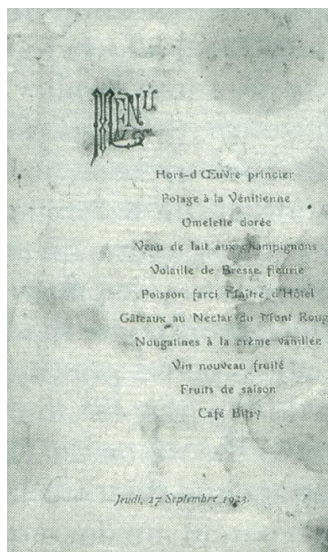 MENU
Hors-d'Œuvre princier
Potage à la Vénitienne
Omelette dorée
Veau de lait aux champignons
Volaille de Bresse fleurie
Poisson farci Maître d'Hôtel
Gâteaux au Nectar du Mont Roug
Nougatines à la crème vanillée
Vin nouveau fruité
Fruits de saison
Café Bitsy
Jeudi, 27 Septembre 1923